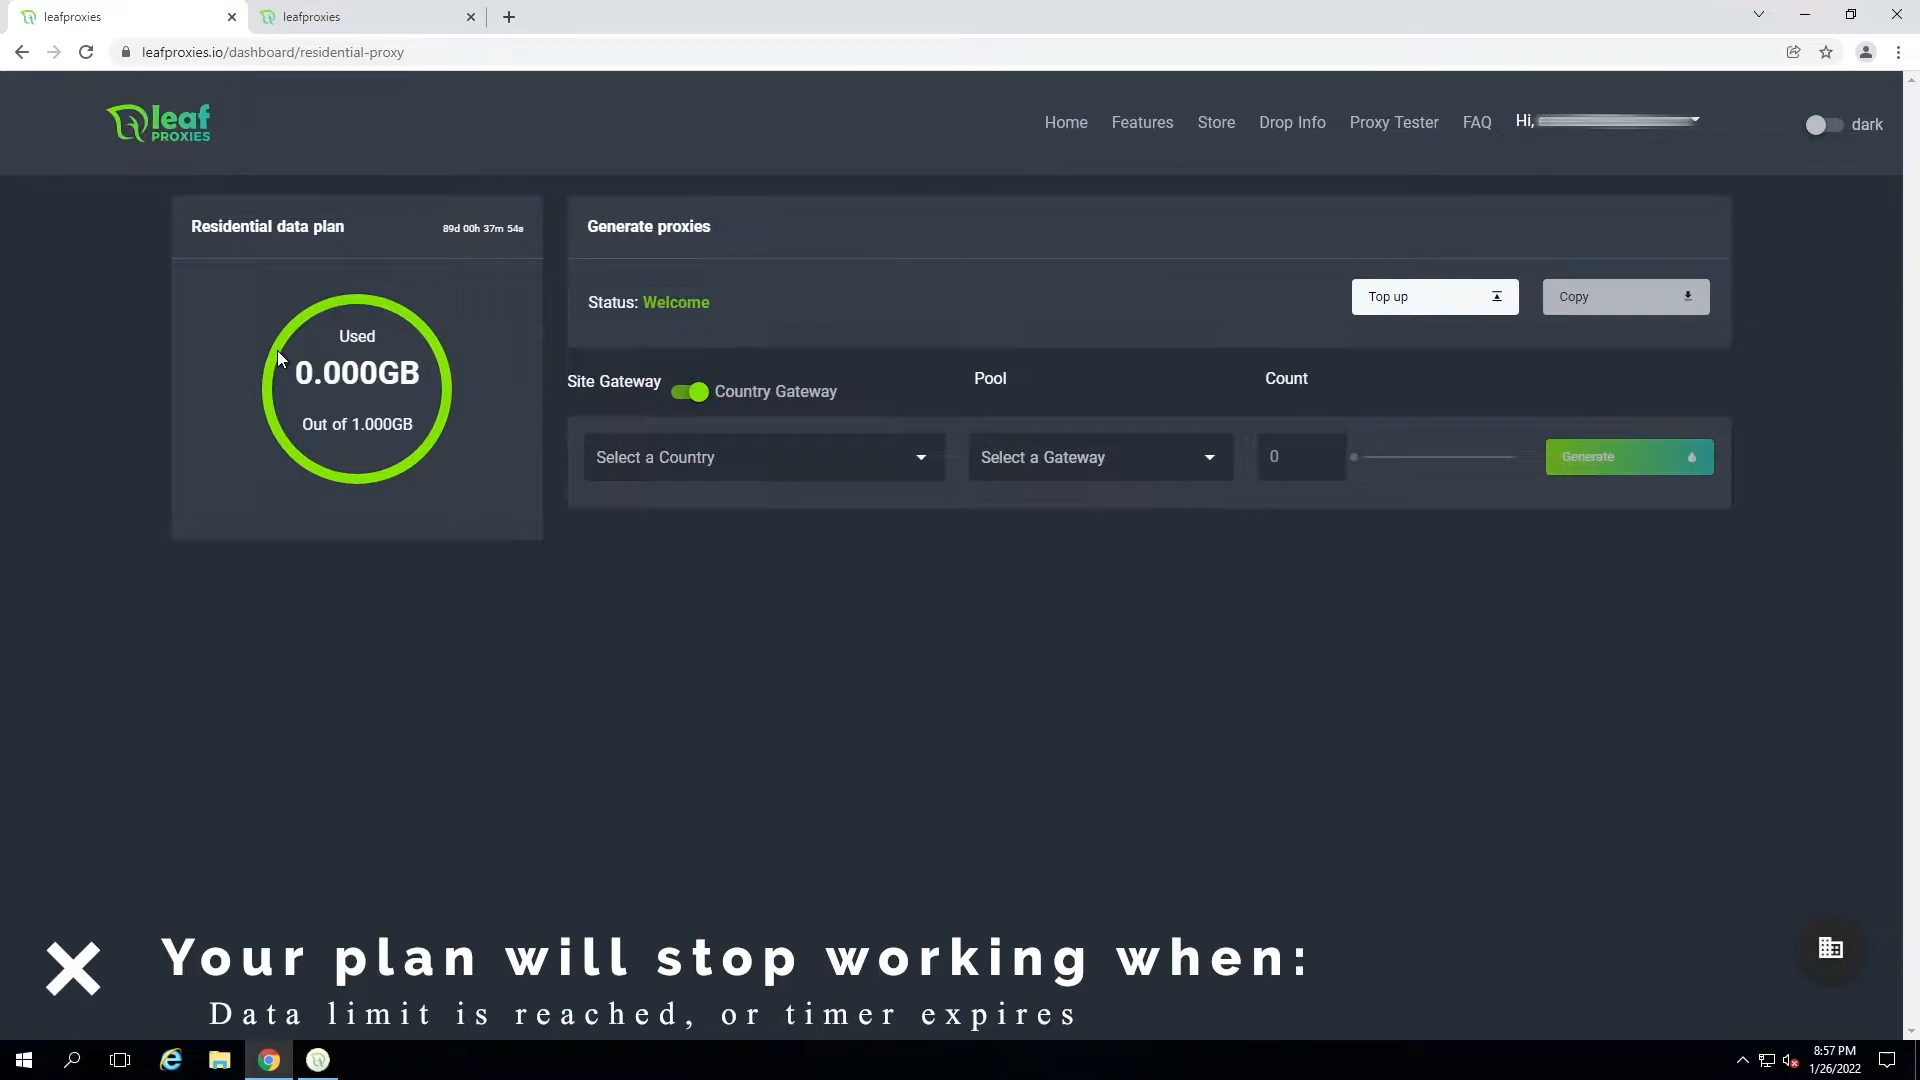 leafproxies
leafproxies
leafproxies.io/dashboard/residential-proxy
leaf
PROXIES
Home
Features
Store
Drop Info
Proxy Tester
FAQ
Hi,
dark
Residential data plan
89d 00h 37m 54s
Used
0.000GB
Out of 1.000GB
Generate proxies
Status: Welcome
Top up
Copy
Site Gateway
Country Gateway
Pool
Count
Select a Country
Select a Gateway
0
Generate
Your plan will stop working when:
Data limit is reached, or timer expires
8:57 PM
1/26/2022